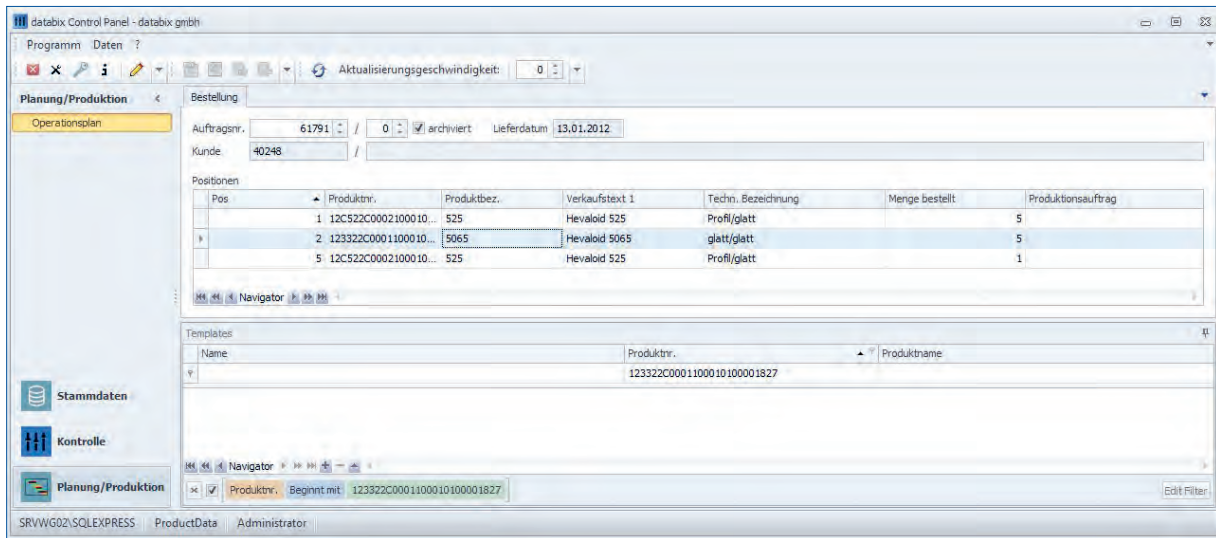 databix Control Panel - databix gmbh
Programm Daten ?
Aktualisierungsgeschwindigkeit: 0
Planung/Produktion <
Operationsplan
Bestellung
Auftragsnr. 61791 / 0 archiviert Lieferdatum 13.01.2012
Kunde 40248 /
Positionen
Pos Produktnr. Produktbez. Verkaufstext 1 Techn. Bezeichnung Menge bestellt Produktionsauftrag
1 12C522C0002100010... 525 Hevaloid 525 Profil/glatt 5
2 123322C0001100010... 5065 Hevaloid 5065 glatt/glatt 5
5 12C522C0002100010... 525 Hevaloid 525 Profil/glatt 1
Navigator
Templates
Name Produktnr. Produktname
123322C0001100010100001827
Navigator
Produktnr. Beginnt mit 123322C0001100010100001827 Edit Filter
Stammdaten
Kontrolle
Planung/Produktion
SRVWG02\SQLEXPRESS ProductData Administrator